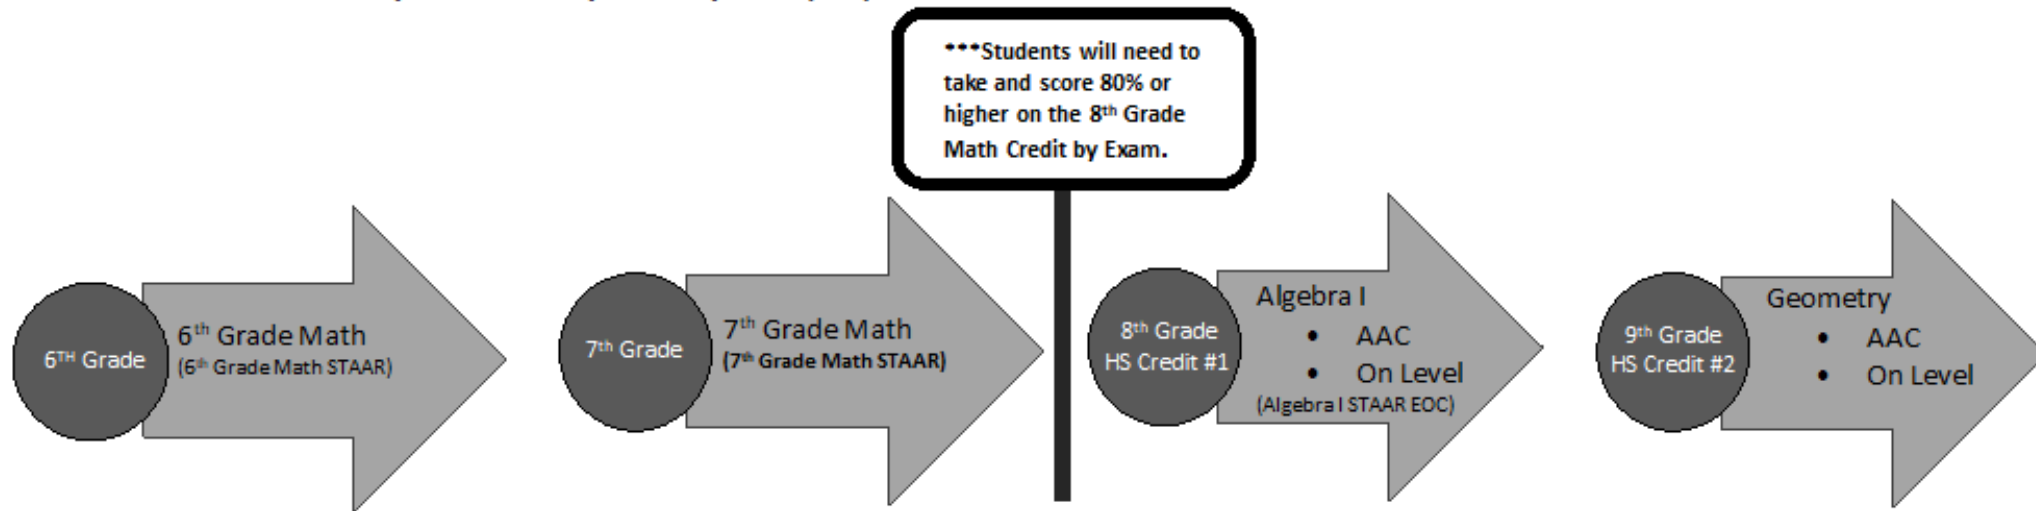 ***Students will need to
take and score 80% or
higher on the 8th Grade
Math Credit by Exam.
6TH Grade
6th Grade Math
(6th Grade Math STAAR)
7th Grade
7th Grade Math
(7th Grade Math STAAR)
8th Grade
HS Credit #1
Algebra I
• AAC
• On Level
(Algebra I STAAR EOC)
9th Grade
HS Credit #2
Geometry
• AAC
• On Level